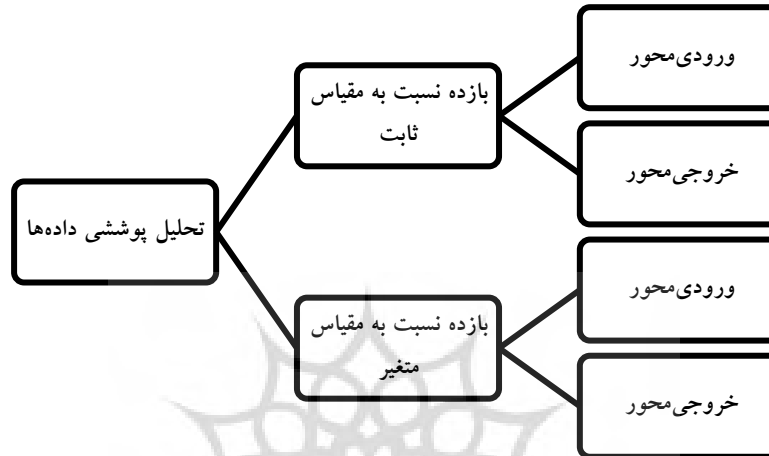 تحلیل پوششی داده‌ها
بازده نسبت به مقیاس
ثابت
ورودی‌محور
خروجی‌محور
بازده نسبت به مقیاس
متغیر
ورودی‌محور
خروجی‌محور